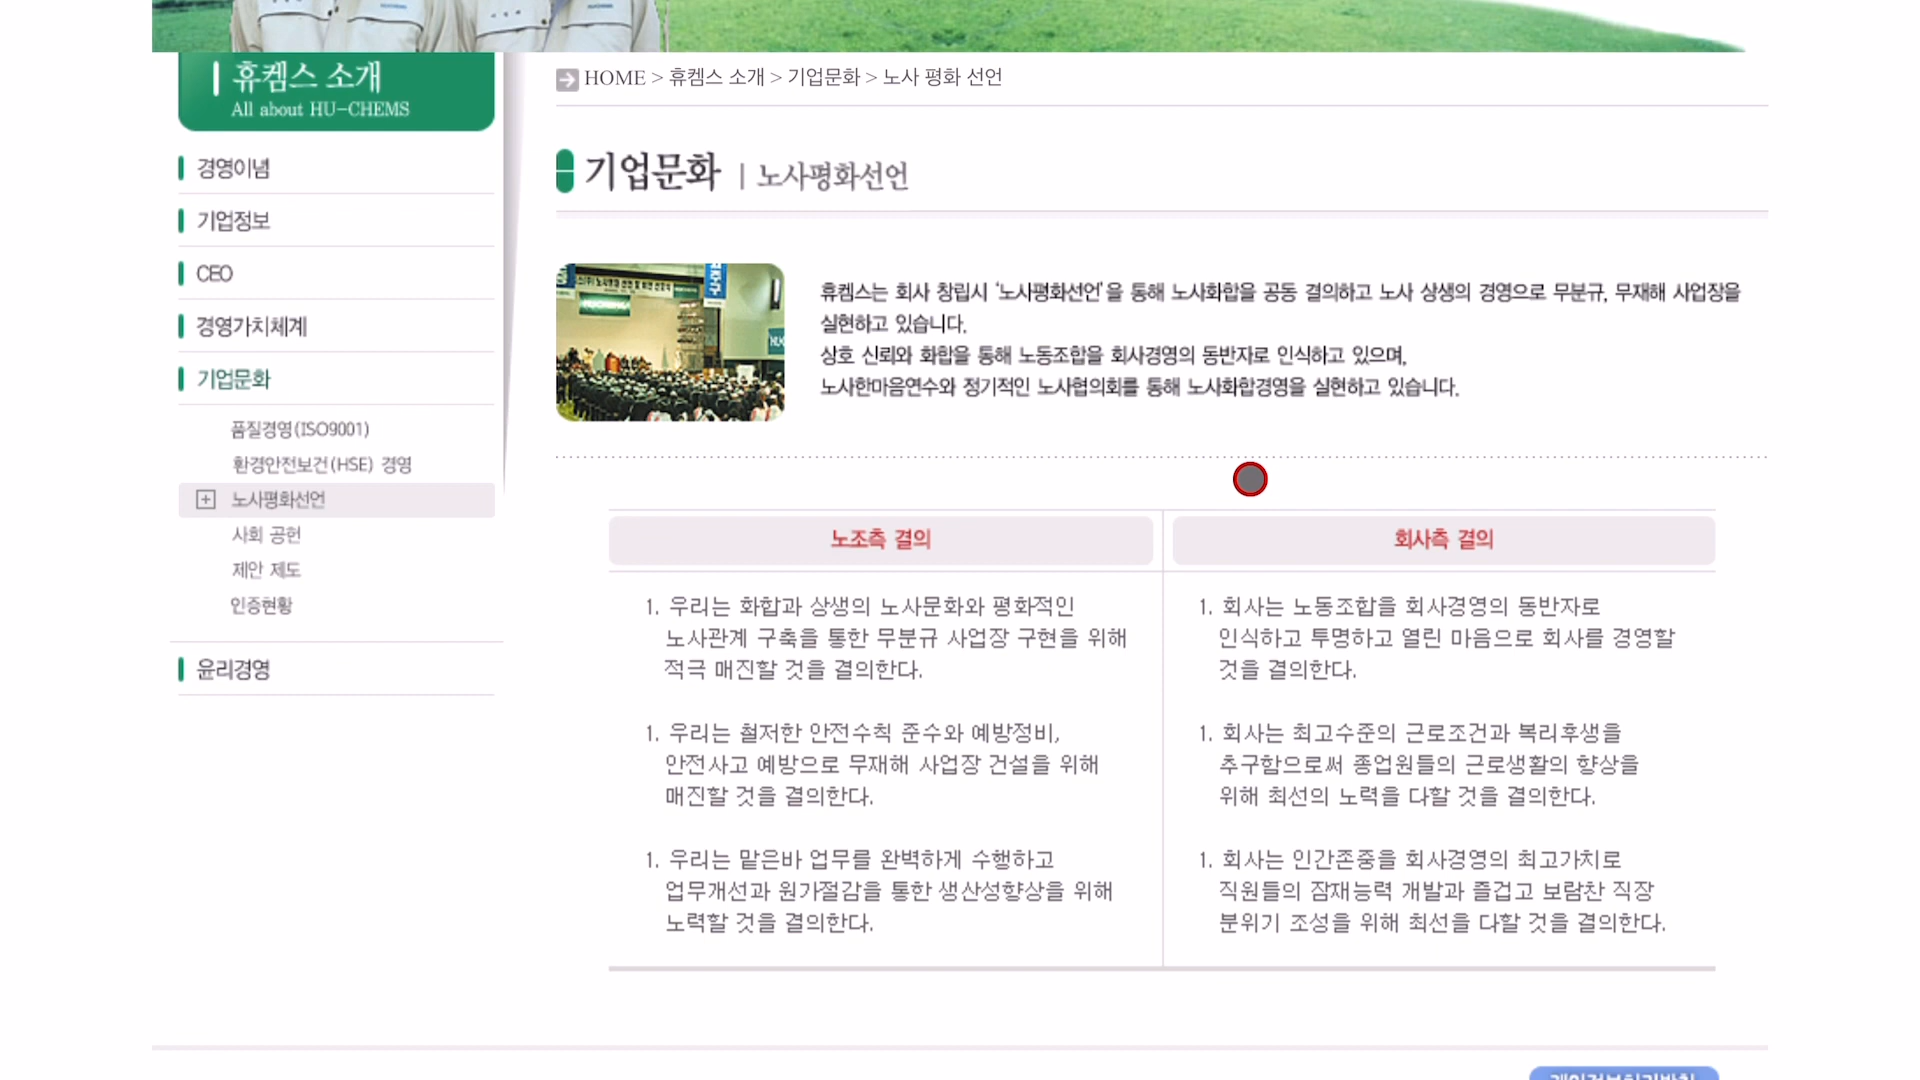 휴켐스 소개
All about HU-CHEMS
경영이념
기업정보
CEO
경영가치체계
기업문화
품질경영(ISO9001)
환경안전보건(HSE) 경영
노사평화선언
사회 공헌
제안 제도
인증현황
윤리경영
HOME > 휴켐스 소개 > 기업문화 > 노사 평화 선언
기업문화 | 노사평화선언
휴켐스는 회사 창립시 '노사평화선언'을 통해 노사화합을 공동 결의하고 노사 상생의 경영으로 무분규, 무재해 사업장을
실현하고 있습니다.
상호 신뢰와 화합을 통해 노동조합을 회사경영의 동반자로 인식하고 있으며,
노사한마음연수와 정기적인 노사협의회를 통해 노사화합경영을 실현하고 있습니다.
노조측 결의
1. 우리는 화합과 상생의 노사문화와 평화적인
노사관계 구축을 통한 무분규 사업장 구현을 위해
적극 매진할 것을 결의한다.
1. 우리는 철저한 안전수칙 준수와 예방정비,
안전사고 예방으로 무재해 사업장 건설을 위해
매진할 것을 결의한다.
1. 우리는 맡은바 업무를 완벽하게 수행하고
업무개선과 원가절감을 통한 생산성향상을 위해
노력할 것을 결의한다.
회사측 결의
1. 회사는 노동조합을 회사경영의 동반자로
인식하고 투명하고 열린 마음으로 회사를 경영할
것을 결의한다.
1. 회사는 최고수준의 근로조건과 복리후생을
추구함으로써 종업원들의 근로생활의 향상을
위해 최선의 노력을 다할 것을 결의한다.
1. 회사는 인간존중을 회사경영의 최고가치로
직원들의 잠재능력 개발과 즐겁고 보람찬 직장
분위기 조성을 위해 최선을 다할 것을 결의한다.